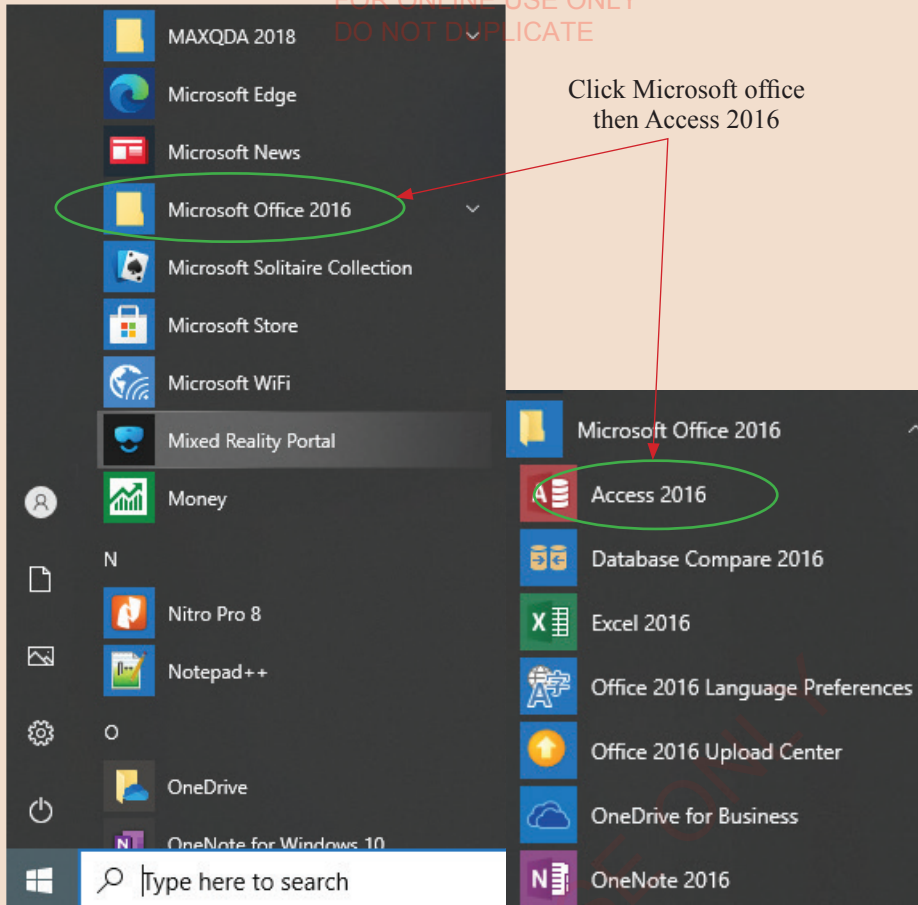 FOR ONLINE USE ONLY
DO NOT DUPLICATE
Click Microsoft office
then Access 2016
MAXQDA 2018
Microsoft Edge
Microsoft News
Microsoft Office 2016
Microsoft Solitaire Collection
Microsoft Store
Microsoft WiFi
Mixed Reality Portal
Money
N
Nitro Pro 8
Notepad++
O
OneDrive
OneNote for Windows 10
Type here to search
Microsoft Office 2016
Access 2016
Database Compare 2016
Excel 2016
Office 2016 Language Preferences
Office 2016 Upload Center
OneDrive for Business
OneNote 2016